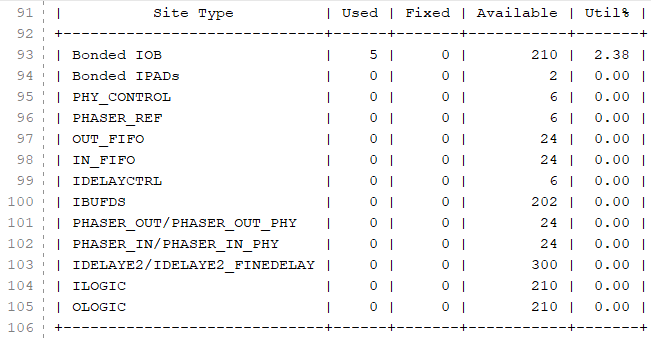 91 |          Site Type          | Used | Fixed | Available | Util% |
92 +-----------------------------+------+-------+-----------+-------+
93 | Bonded IOB                  |    5 |     0 |       210 |  2.38 |
94 | Bonded IPADs                |    0 |     0 |         2 |  0.00 |
95 | PHY_CONTROL                 |    0 |     0 |         6 |  0.00 |
96 | PHASER_REF                  |    0 |     0 |         6 |  0.00 |
97 | OUT_FIFO                    |    0 |     0 |        24 |  0.00 |
98 | IN_FIFO                     |    0 |     0 |        24 |  0.00 |
99 | IDELAYCTRL                  |    0 |     0 |         6 |  0.00 |
100 | IBUFDS                      |    0 |     0 |       202 |  0.00 |
101 | PHASER_OUT/PHASER_OUT_PHY   |    0 |     0 |        24 |  0.00 |
102 | PHASER_IN/PHASER_IN_PHY     |    0 |     0 |        24 |  0.00 |
103 | IDELAYE2/IDELAYE2_FINEDELAY |    0 |     0 |       300 |  0.00 |
104 | ILOGIC                      |    0 |     0 |       210 |  0.00 |
105 | OLOGIC                      |    0 |     0 |       210 |  0.00 |
106 +-----------------------------+------+-------+-----------+-------+